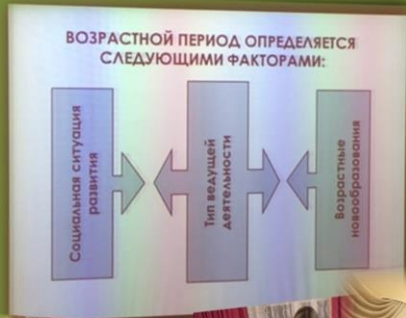 ВОЗРАСТНОЙ ПЕРИОД ОПРЕДЕЛЯЕТСЯ
СЛЕДУЮЩИМИ ФАКТОРАМИ:
Социальная ситуация
развития
Тип ведущей
деятельности
Возрастные
новообразования